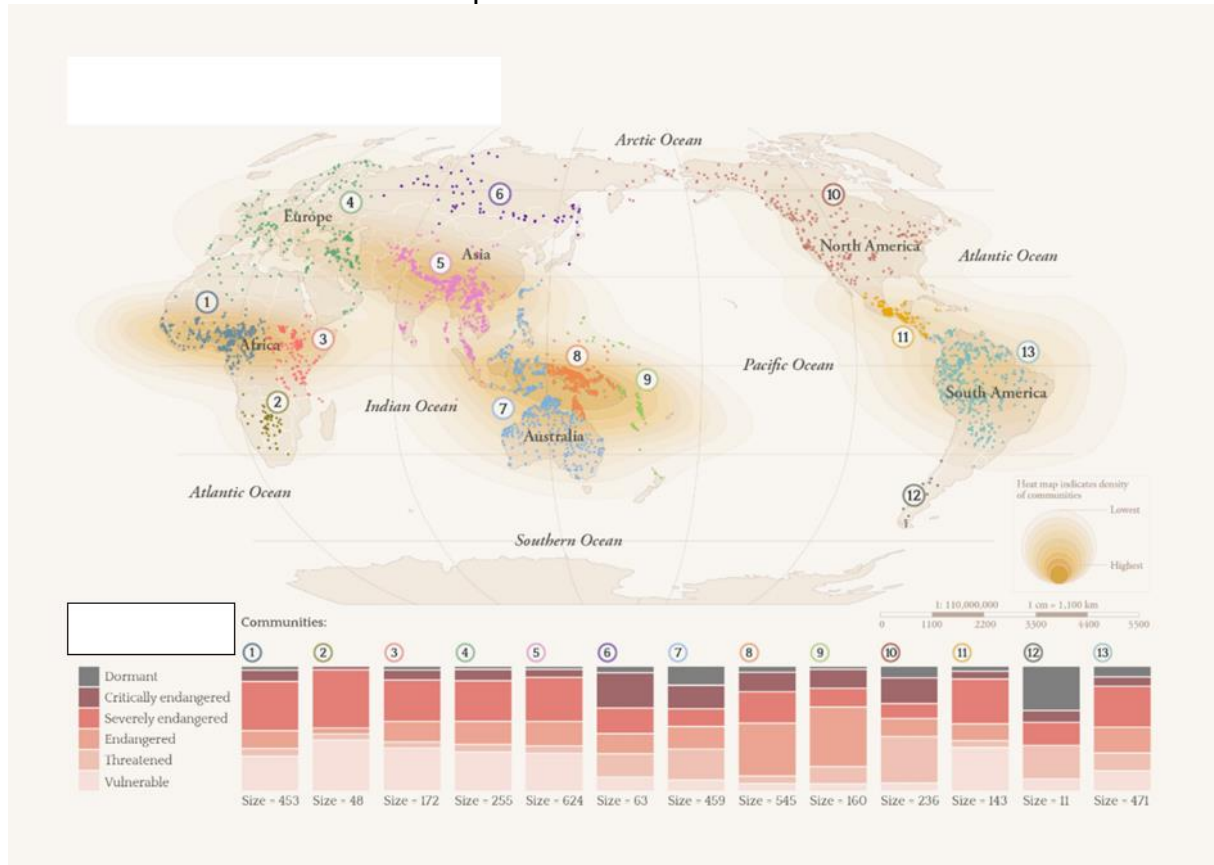 Arctic Ocean
6
10
4
Europe
North America
Asia
Atlantic Ocean
5
1
3
Africa
11
8
13
Pacific Ocean
9
2
Indian Ocean
7
South America
Australia
Atlantic Ocean
12
Heat map indicates density
of communities
Lowest
Highest
Southern Ocean
1: 110,000,000 1 cm = 1,100 km
0 1100 2200 3300 4400 5500
Communities:
1 2 3 4 5 6 7 8 9 10 11 12 13
Dormant
Critically endangered
Severely endangered
Endangered
Threatened
Vulnerable
Size = 453 Size = 48 Size = 172 Size = 255 Size = 624 Size = 63 Size = 459 Size = 545 Size = 160 Size = 236 Size = 143 Size = 11 Size = 471